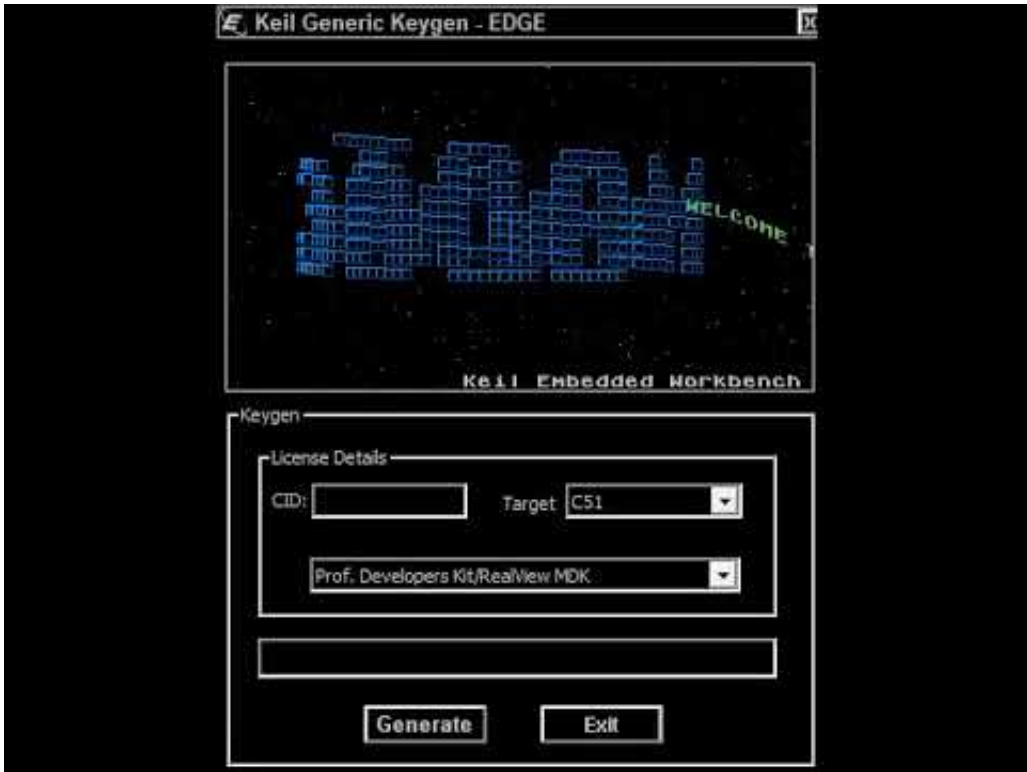 Keil Generic Keygen - EDGE
WELCOME
Keil Embedded Workbench
Keygen
License Details
CID:
Target
C51
Prof. Developers Kit/RealView MDK
Generate
Exit